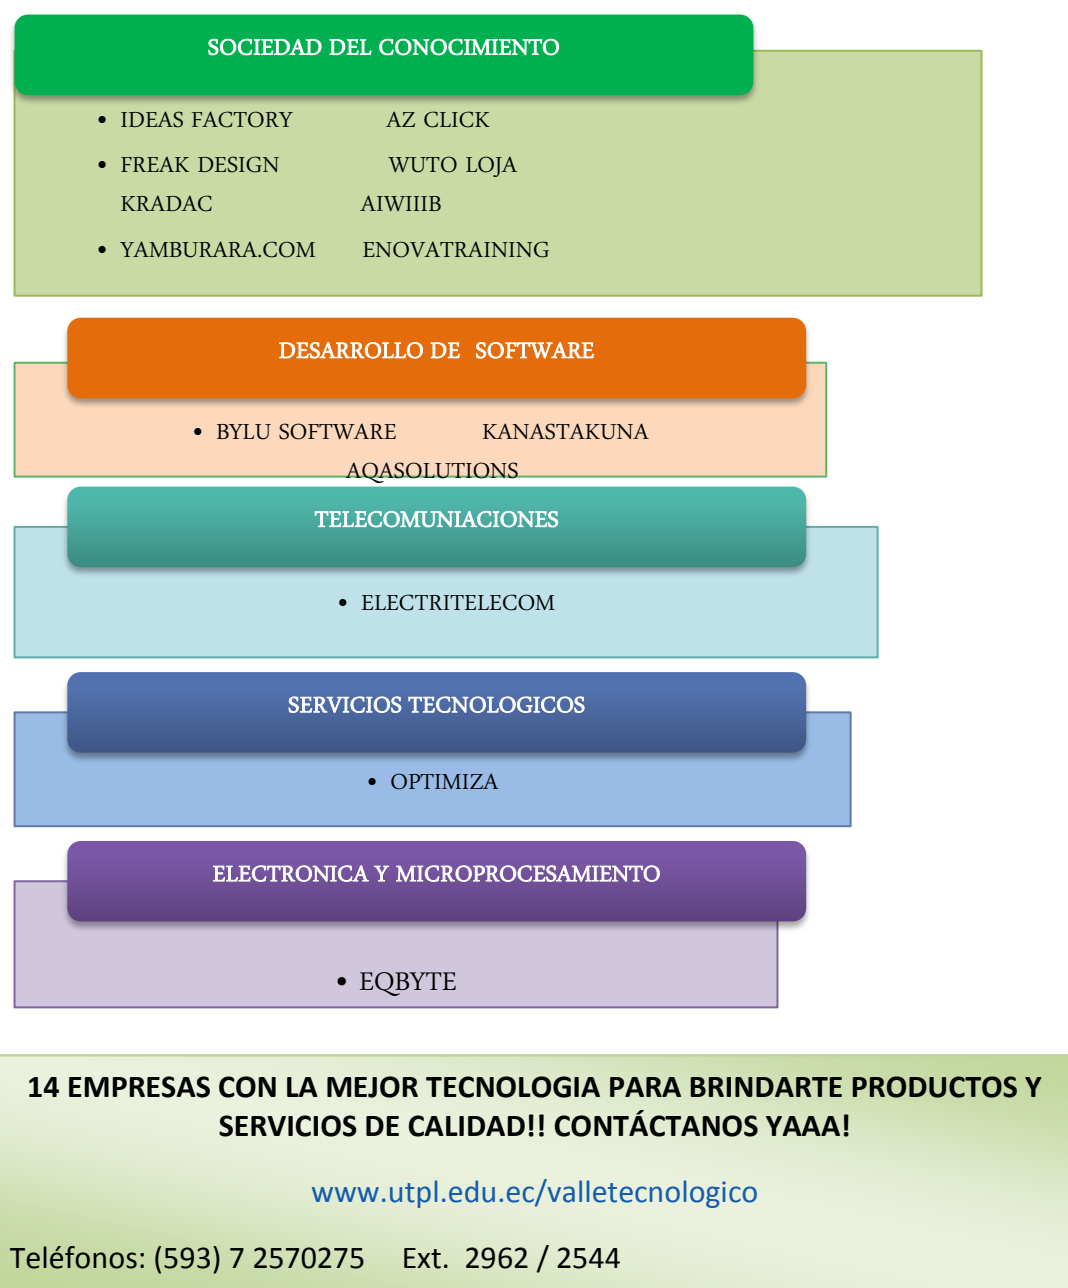 SOCIEDAD DEL CONOCIMIENTO
• IDEAS FACTORY AZ CLICK
• FREAK DESIGN WUTO LOJA
KRADAC AIWIIIB
• YAMBURARA.COM ENOVATRAINING
DESARROLLO DE SOFTWARE
• BYLU SOFTWARE KANASTAKUNA
AQASOLUTIONS
TELECOMUNIACIONES
• ELECTRITELECOM
SERVICIOS TECNOLOGICOS
• OPTIMIZA
ELECTRONICA Y MICROPROCESAMIENTO
• EQBYTE
14 EMPRESAS CON LA MEJOR TECNOLOGIA PARA BRINDARTE PRODUCTOS Y
SERVICIOS DE CALIDAD!! CONTÁCTANOS YAAA!
www.utpl.edu.ec/valletecnologico
Teléfonos: (593) 7 2570275 Ext. 2962 / 2544